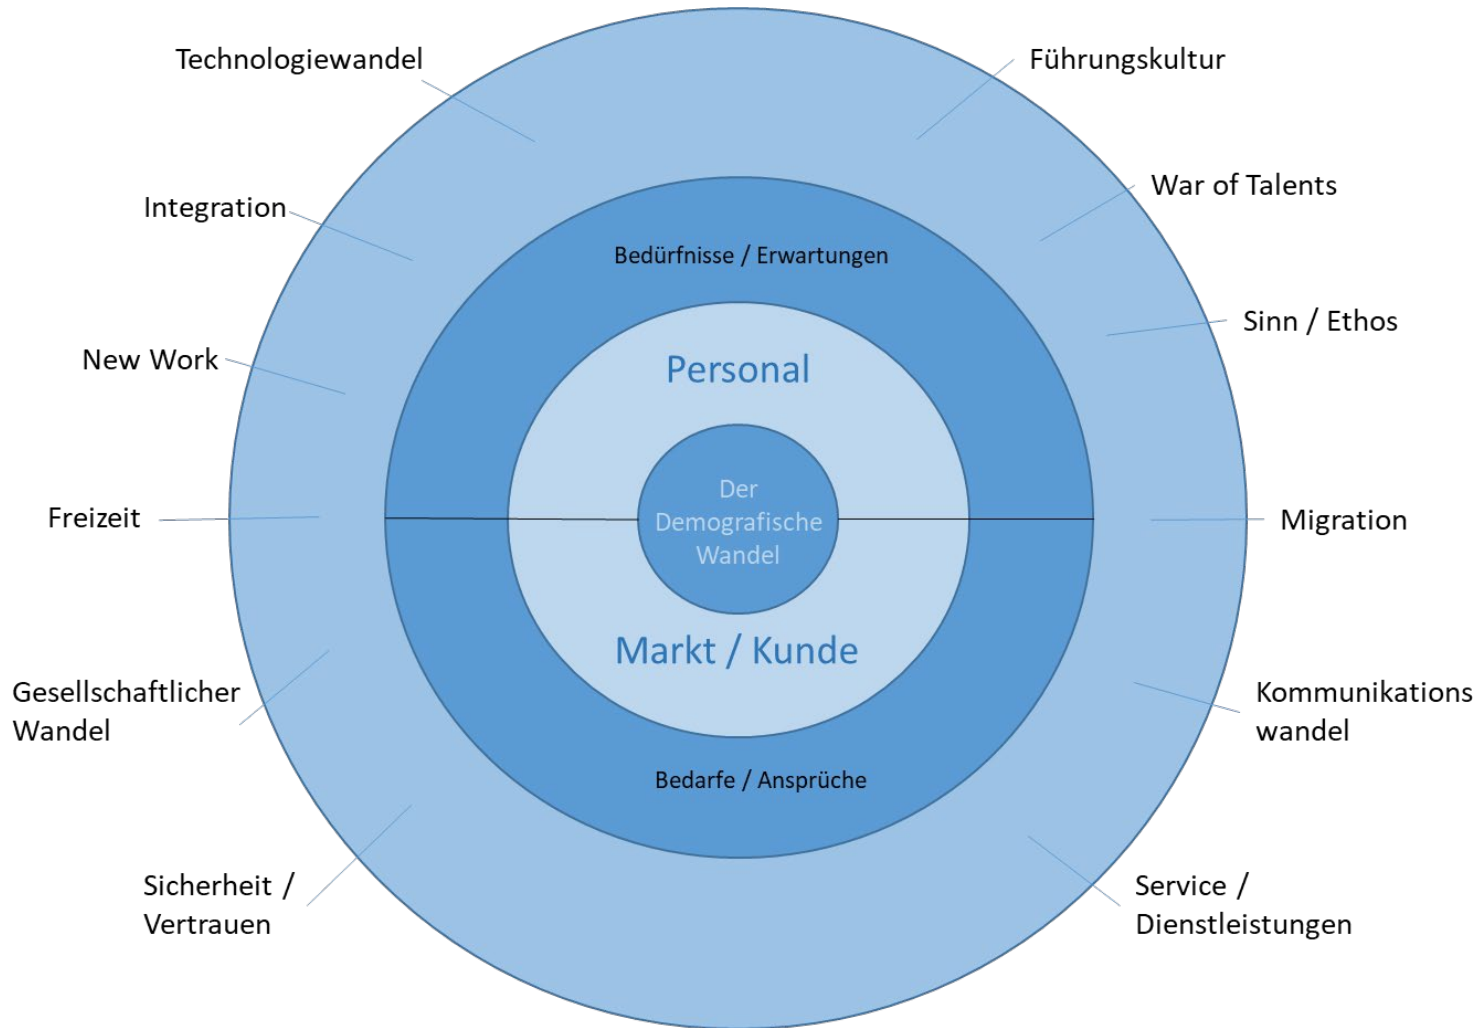 Technologiewandel
Führungskultur
Integration
War of Talents
Bedürfnisse / Erwartungen
Sinn / Ethos
New Work
Personal
Freizeit
Der
Demografische
Wandel
Migration
Markt / Kunde
Gesellschaftlicher
Wandel
Kommunikations
wandel
Bedarfe / Ansprüche
Sicherheit /
Vertrauen
Service /
Dienstleistungen